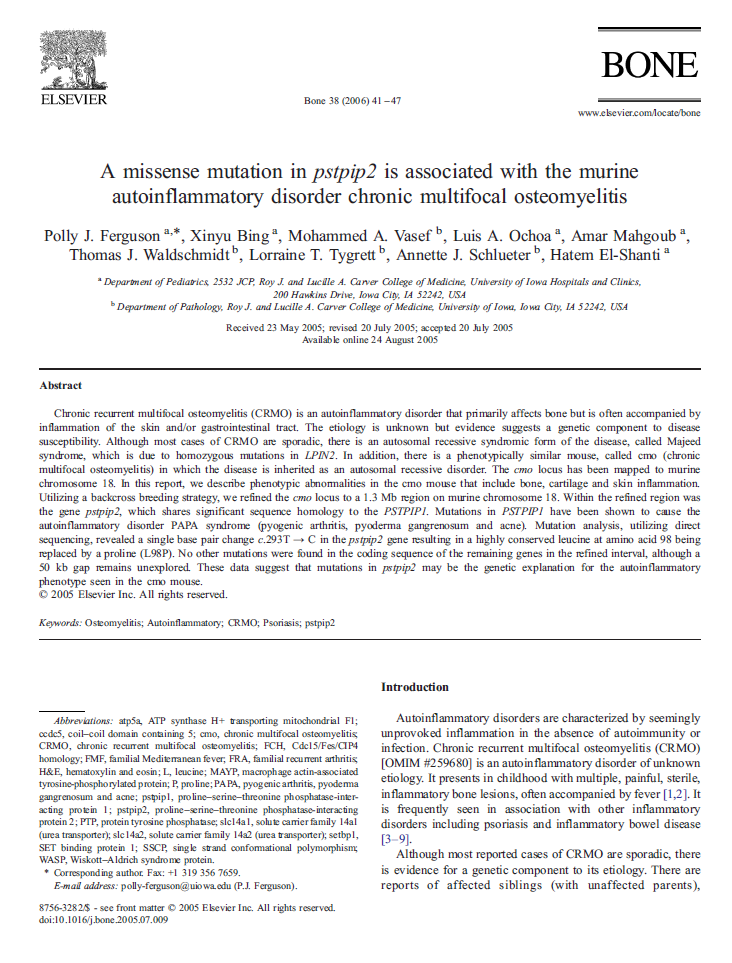 ELSEVIER
Bone 38 (2006) 41 – 47
BONE
www.elsevier.com/locate/bone
A missense mutation in pstpip2 is associated with the murine
autoinflammatory disorder chronic multifocal osteomyelitis
Polly J. Ferguson a,*, Xinyu Bing a, Mohammed A. Vasef b, Luis A. Ochoa a, Amar Mahgoub a,
Thomas J. Waldschmidt b, Lorraine T. Tygrett b, Annette J. Schlueter b, Hatem El-Shanti a
a Department of Pediatrics, 2532 JCP, Roy J. and Lucille A. Carver College of Medicine, University of Iowa Hospitals and Clinics,
200 Hawkins Drive, Iowa City, IA 52242, USA
b Department of Pathology, Roy J. and Lucille A. Carver College of Medicine, University of Iowa, Iowa City, IA 52242, USA
Received 23 May 2005; revised 20 July 2005; accepted 20 July 2005
Available online 24 August 2005
Abstract
Chronic recurrent multifocal osteomyelitis (CRMO) is an autoinflammatory disorder that primarily affects bone but is often accompanied by
inflammation of the skin and/or gastrointestinal tract. The etiology is unknown but evidence suggests a genetic component to disease
susceptibility. Although most cases of CRMO are sporadic, there is an autosomal recessive syndromic form of the disease, called Majeed
syndrome, which is due to homozygous mutations in LPIN2. In addition, there is a phenotypically similar mouse, called cmo (chronic
multifocal osteomyelitis) in which the disease is inherited as an autosomal recessive disorder. The cmo locus has been mapped to murine
chromosome 18. In this report, we describe phenotypic abnormalities in the cmo mouse that include bone, cartilage and skin inflammation.
Utilizing a backcross breeding strategy, we refined the cmo locus to a 1.3 Mb region on murine chromosome 18. Within the refined region was
the gene pstpip2, which shares significant sequence homology to the PSTPIP1. Mutations in PSTPIP1 have been shown to cause the
autoinflammatory disorder PAPA syndrome (pyogenic arthritis, pyoderma gangrenosum and acne). Mutation analysis, utilizing direct
sequencing, revealed a single base pair change c.293T → C in the pstpip2 gene resulting in a highly conserved leucine at amino acid 98 being
replaced by a proline (L98P). No other mutations were found in the coding sequence of the remaining genes in the refined interval, although a
50 kb gap remains unexplored. These data suggest that mutations in pstpip2 may be the genetic explanation for the autoinflammatory
phenotype seen in the cmo mouse.
© 2005 Elsevier Inc. All rights reserved.
Keywords: Osteomyelitis; Autoinflammatory; CRMO; Psoriasis; pstpip2
Abbreviations: atp5a, ATP synthase H+ transporting mitochondrial F1;
ccdc5, coil–coil domain containing 5; cmo, chronic multifocal osteomyelitis;
CRMO, chronic recurrent multifocal osteomyelitis; FCH, Cdc15/Fes/CIP4
homology; FMF, familial Mediterranean fever; FRA, familial recurrent arthritis;
H&E, hematoxylin and eosin; L, leucine; MAYP, macrophage actin-associated
tyrosine-phosphorylated protein; P, proline; PAPA, pyogenic arthritis, pyoderma
gangrenosum and acne; pstpip1, proline–serine–threonine phosphatase-inter-
acting protein 1; pstpip2, proline–serine–threonine phosphatase-interacting
protein 2; PTP, protein tyrosine phosphatase; slc14a1, solute carrier family 14a1
(urea transporter); slc14a2, solute carrier family 14a2 (urea transporter); setbp1,
SET binding protein 1; SSCP, single strand conformational polymorphism;
WASP, Wiskott–Aldrich syndrome protein.
* Corresponding author. Fax: +1 319 356 7659.
E-mail address: polly-ferguson@uiowa.edu (P.J. Ferguson).
8756-3282/$ - see front matter © 2005 Elsevier Inc. All rights reserved.
doi:10.1016/j.bone.2005.07.009
Introduction
Autoinflammatory disorders are characterized by seemingly
unprovoked inflammation in the absence of autoimmunity or
infection. Chronic recurrent multifocal osteomyelitis (CRMO)
[OMIM #259680] is an autoinflammatory disorder of unknown
etiology. It presents in childhood with multiple, painful, sterile,
inflammatory bone lesions, often accompanied by fever [1,2]. It
is frequently seen in association with other inflammatory
disorders including psoriasis and inflammatory bowel disease
[3–9].
Although most reported cases of CRMO are sporadic, there
is evidence for a genetic component to its etiology. There are
reports of affected siblings (with unaffected parents),